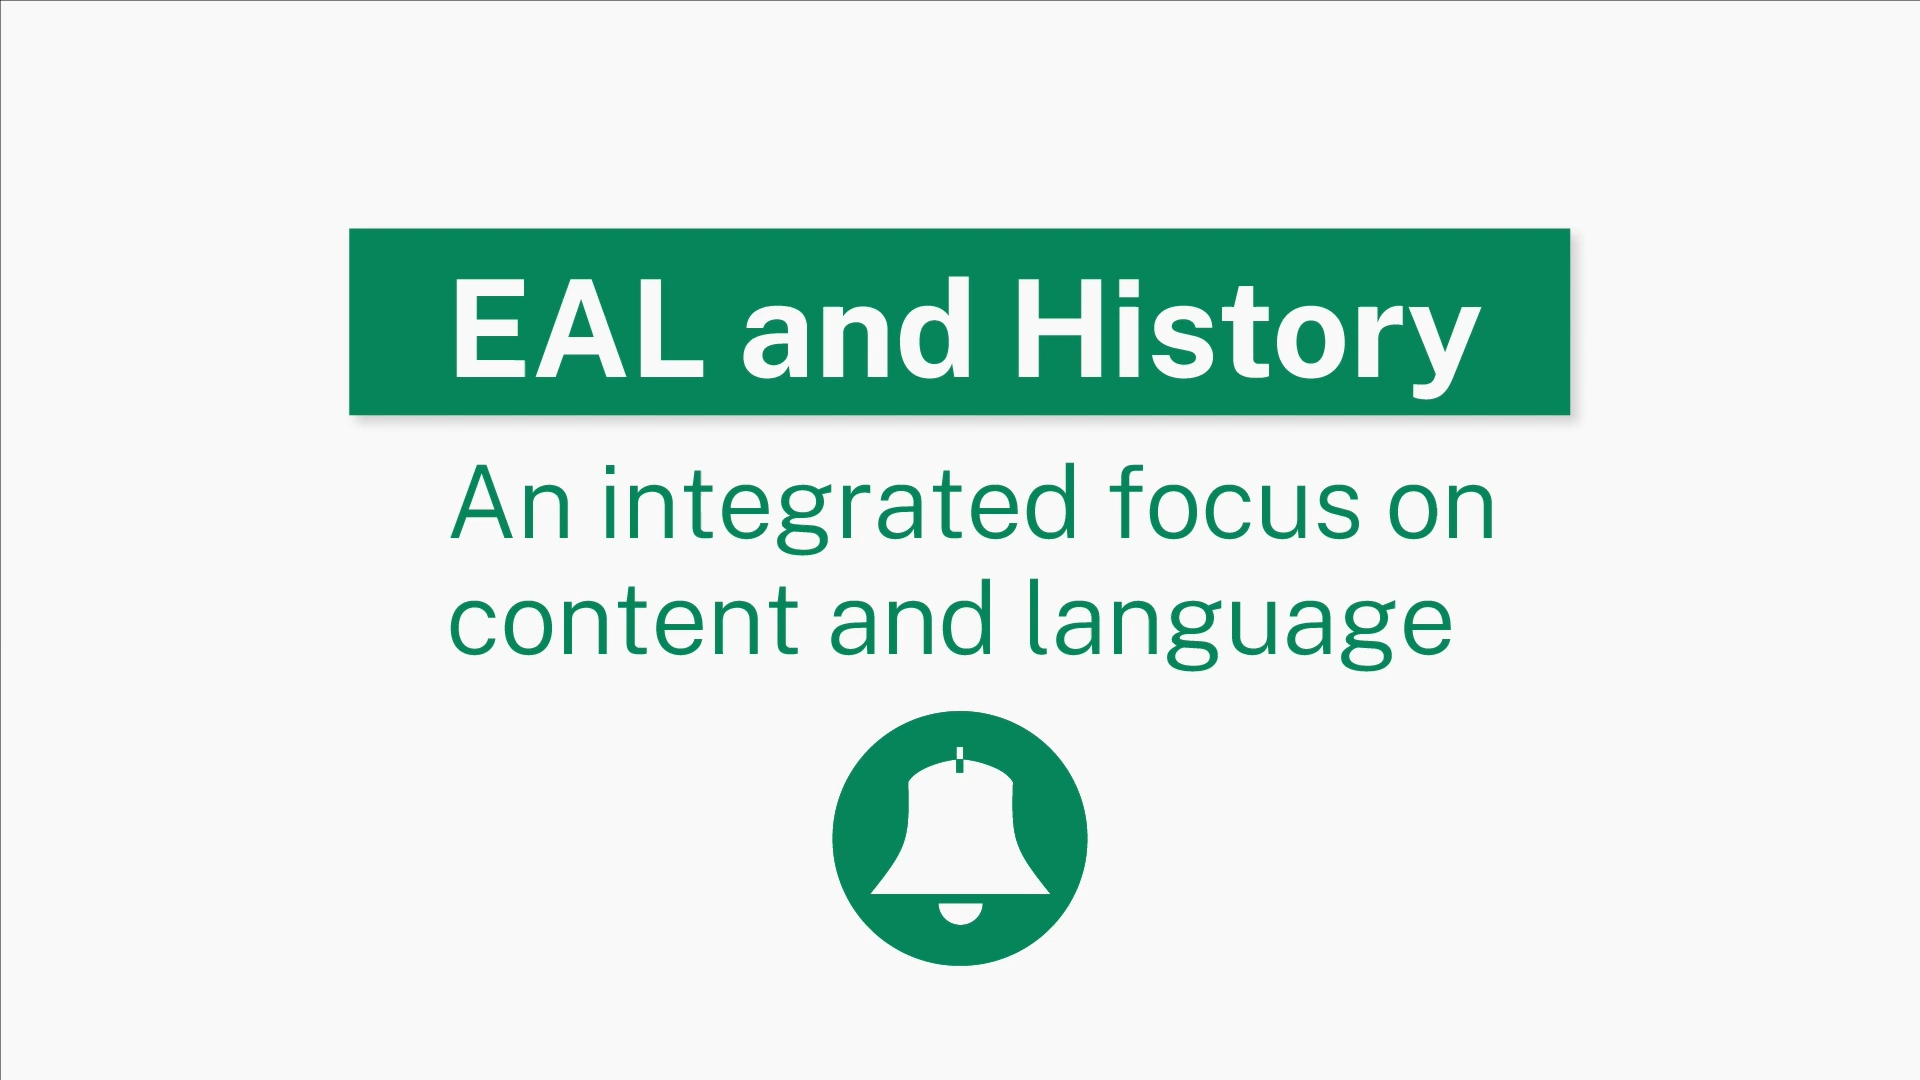 EAL and History
An integrated focus on
content and language